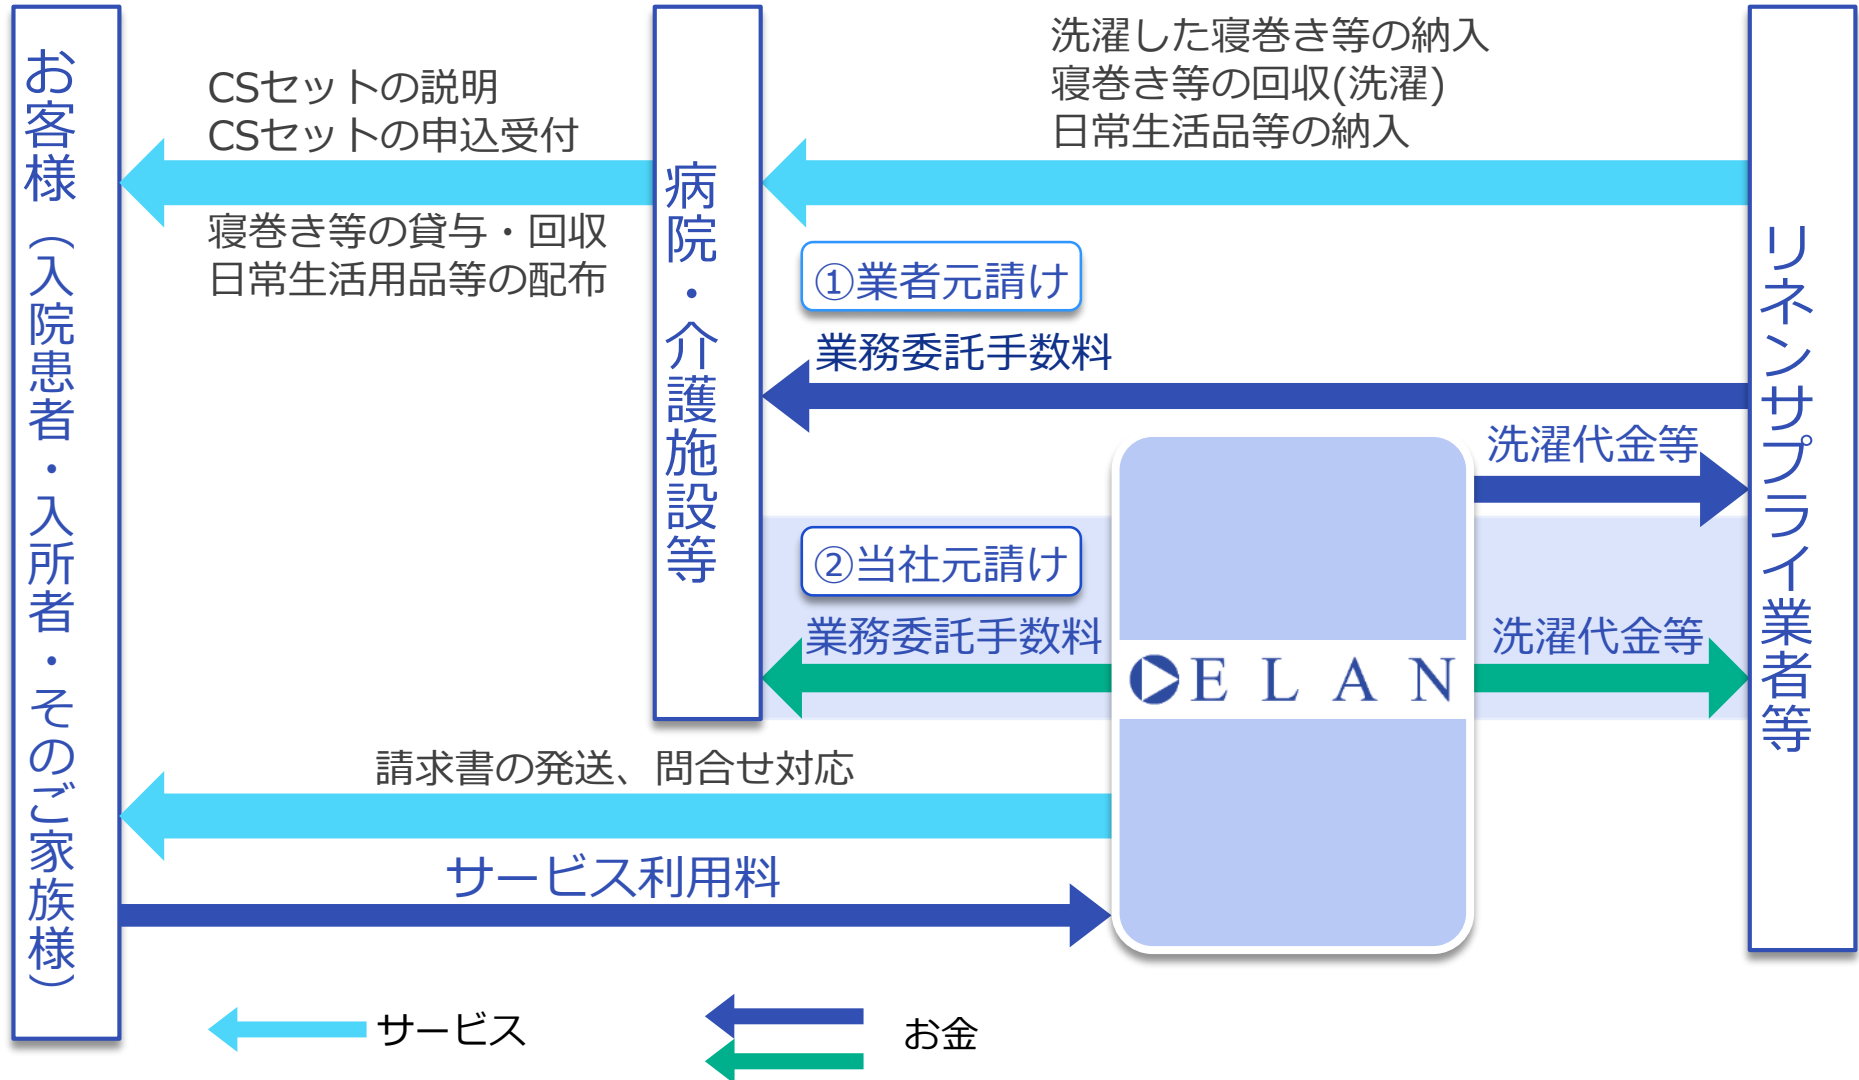 お客様（入院患者・入所者・そのご家族様）
CSセットの説明
CSセットの申込受付
寝巻き等の貸与・回収
日常生活用品等の配布
病院・介護施設等
洗濯した寝巻き等の納入
寝巻き等の回収(洗濯)
日常生活品等の納入
リネンサプライ業者等
①業者元請け
業務委託手数料
洗濯代金等
②当社元請け
業務委託手数料
洗濯代金等
ELAN
請求書の発送、問合せ対応
サービス利用料
サービス
お金